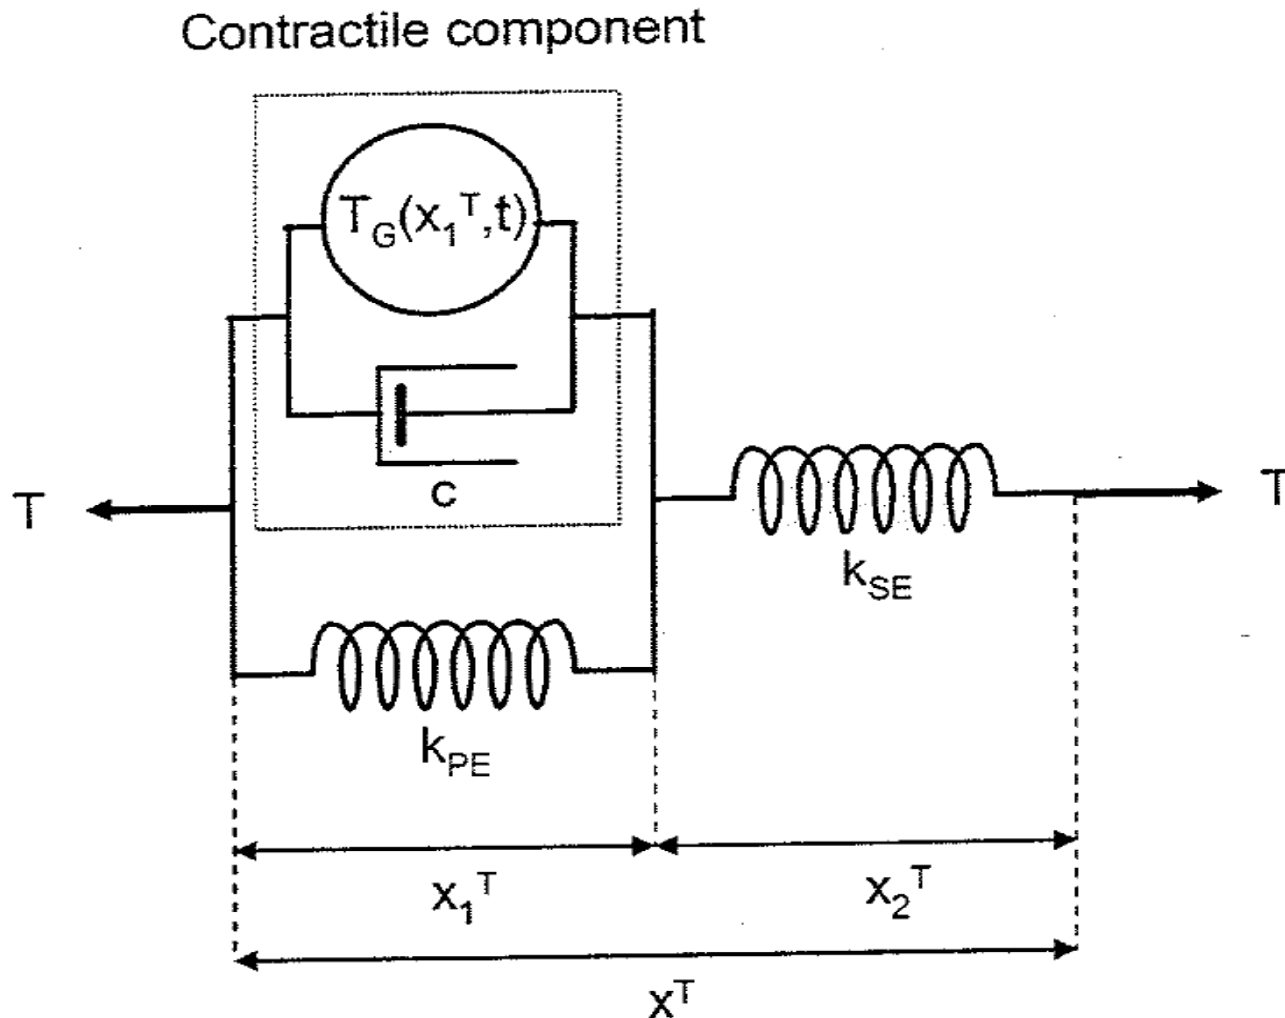 Contractile component
T_G(x_1^T,t)
c
T
T
k_SE
k_PE
x_1^T
x_2^T
x^T